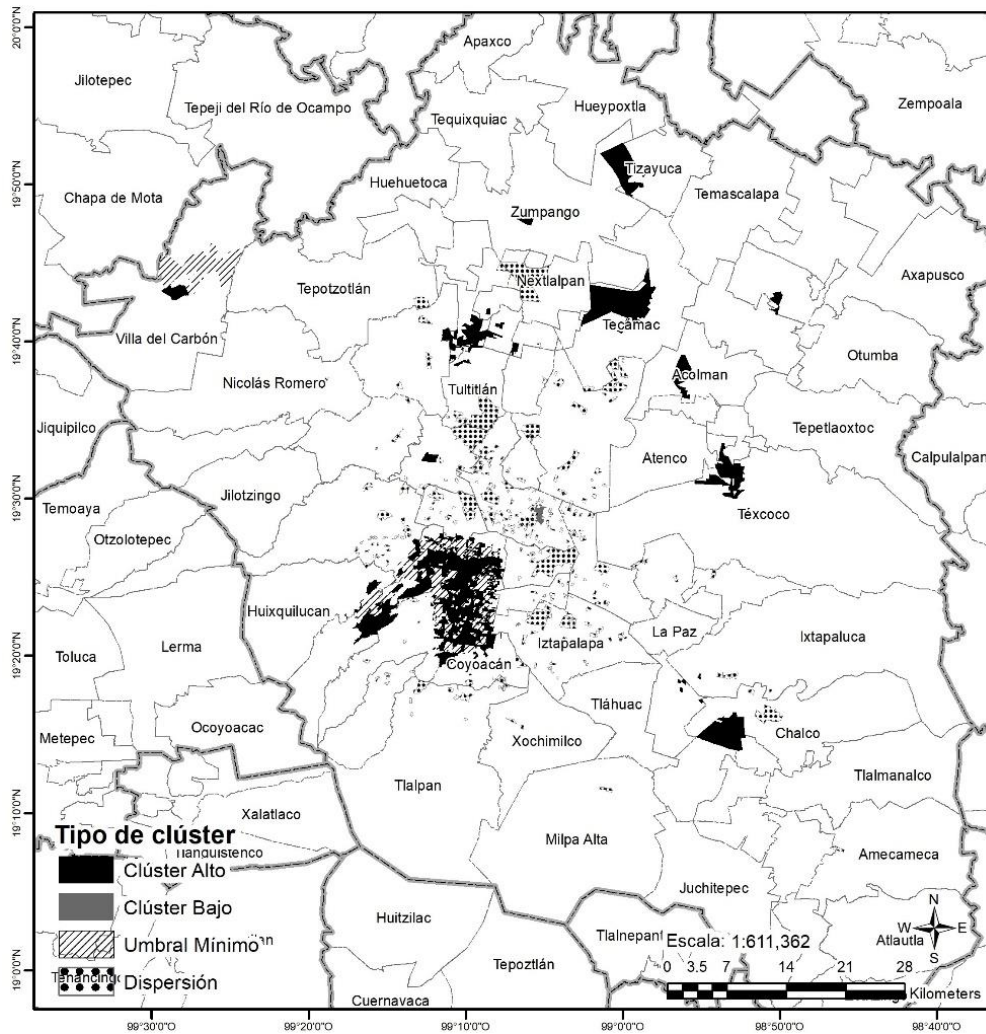 20°0'0"N
Apaxco
Jilotepec
Tepeji del Río de Ocampo
Hueypoxtla
Zempoala
Tequixquiac
Tizayuca
19°50'0"N
Huehuetoca
Temascalapa
Chapa de Mota
Zumpango
Axapusco
Tepotzotlán
Nextlalpan
Tecámac
Villa del Carbón
19°40'0"N
Otumba
Acolman
Nicolás Romero
Tultitlán
Tepetlaoxtoc
Jiquipilco
Atenco
Calpulalpan
19°30'0"N
Temoaya
Jilotzingo
Téxcoco
Otzolotepec
Huixquilucan
La Paz
Ixtapaluca
Iztapalapa
19°20'0"N
Toluca
Lerma
Coyoacán
Tláhuac
Ocoyoacac
Metepec
Xochimilco
Chalco
Tlalpan
Tlalmanalco
19°10'0"N
Xalatlaco
Milpa Alta
Tipo de clúster
Amecameca
Clúster Alto
Juchitepec
Clúster Bajo
Huitzilac
N
W E
S
Atlautla
Umbral Mínimo
Escala: 1:611,362
Tepoztlán
19°0'0"N
Dispersión
0 3.5 7 14 21 28
Kilometers
Cuernavaca
99°30'0"O
99°20'0"O
99°10'0"O
99°0'0"O
98°50'0"O
98°40'0"O